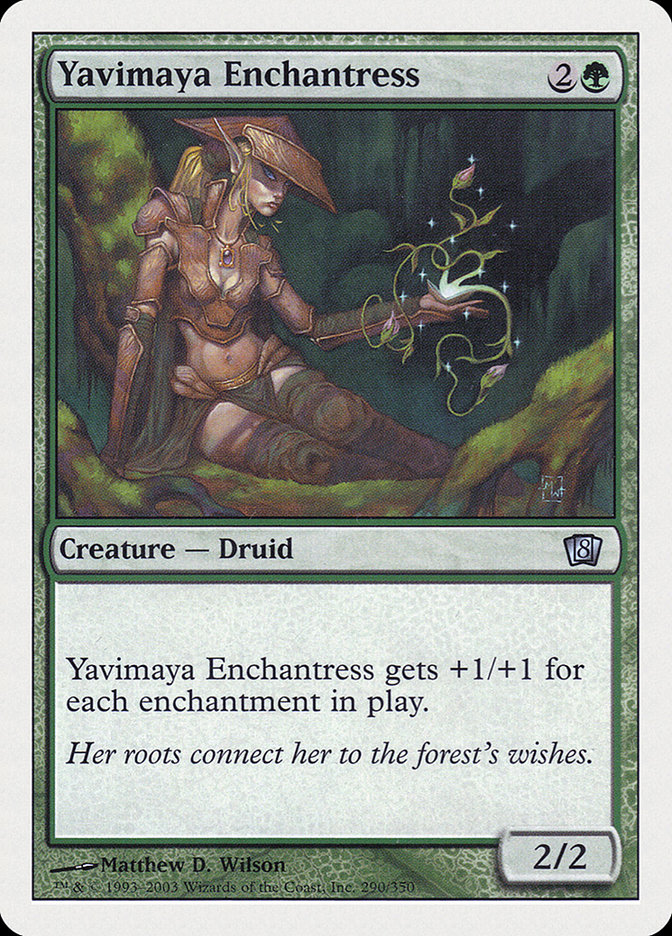 Yavimaya Enchantress 2
Creature — Druid 8
Yavimaya Enchantress gets +1/+1 for
each enchantment in play.
Her roots connect her to the forest's wishes.
Matthew D. Wilson
2/2
™ & © 1993–2003 Wizards of the Coast, Inc. 290/350